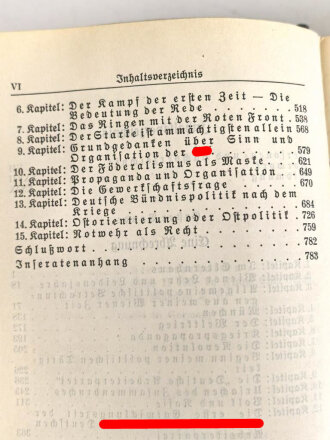 VI Inhaltsverzeichnis
6. Kapitel: Der Kampf der ersten Zeit — Die
Bedeutung der Rede 518
7. Kapitel: Das Ringen mit der Roten Front 538
8. Kapitel: Der Starke ist am mächtigsten allein 568
9. Kapitel: Grundgedanken über Sinn und
Organisation der 579
10. Kapitel: Der Föderalismus als Maske 621
11. Kapitel: Propaganda und Organisation 649
12. Kapitel: Die Gewerkschaftsfrage 670
13. Kapitel: Deutsche Bündnispolitik nach dem
Kriege 684
14. Kapitel: Ostorientierung oder Ostpolitik 726
15. Kapitel: Notwehr als Recht 759
Schlußwort 782
Inseratenanhang 783